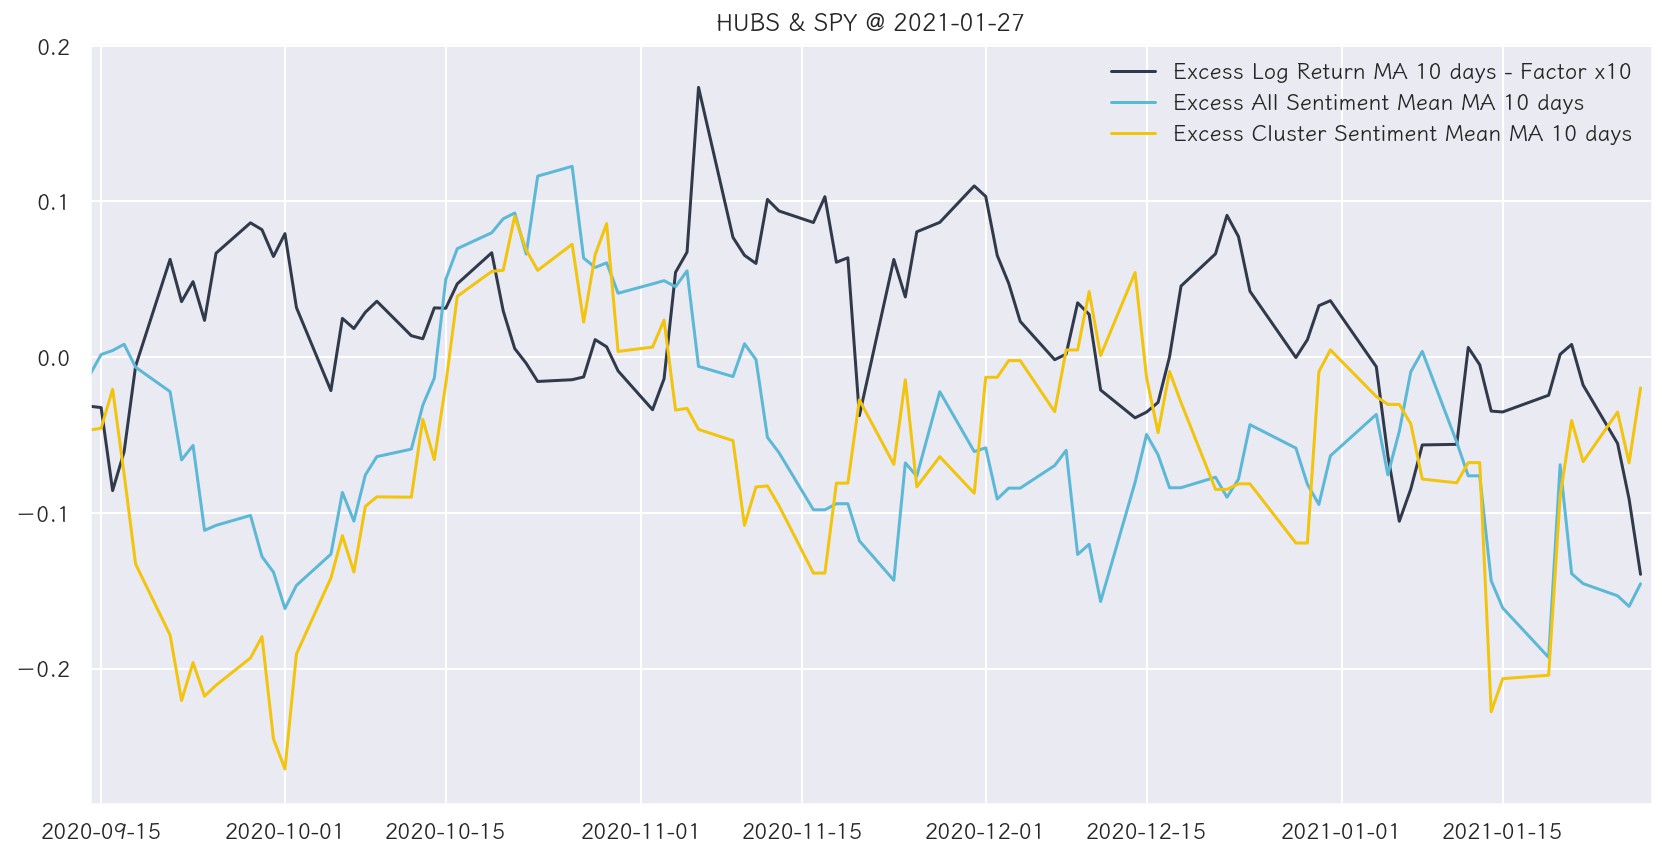 HUBS & SPY @ 2021-01-27
Excess Log Return MA 10 days - Factor x10
Excess All Sentiment Mean MA 10 days
Excess Cluster Sentiment Mean MA 10 days
0.2
0.1
0.0
−0.1
−0.2
2020-09-15 2020-10-01 2020-10-15 2020-11-01 2020-11-15 2020-12-01 2020-12-15 2021-01-01 2021-01-15